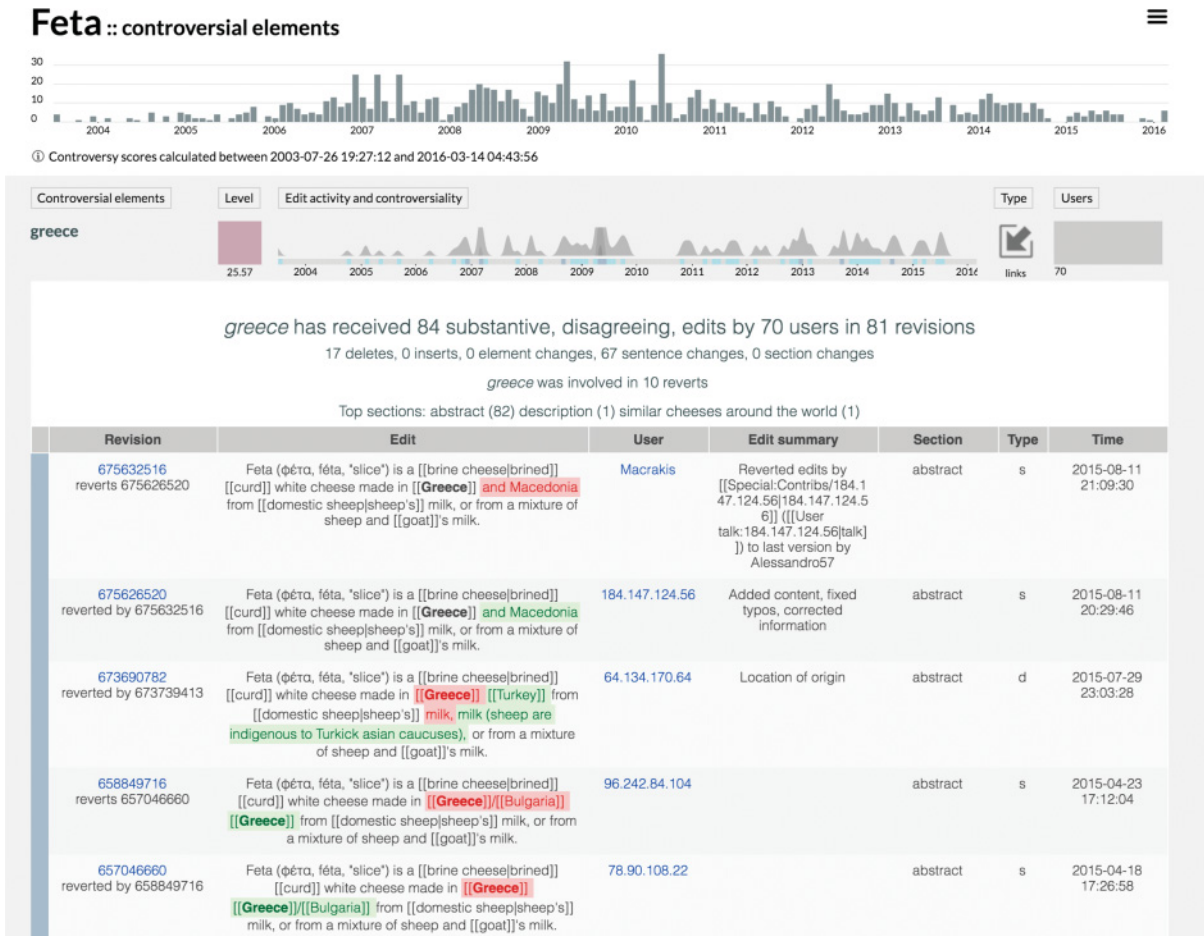 Feta :: controversial elements
30
20
10
0
2004 2005 2006 2007 2008 2009 2010 2011 2012 2013 2014 2015 2016
ⓘ Controversy scores calculated between 2003-07-26 19:27:12 and 2016-03-14 04:43:56
Controversial elements Level Edit activity and controversiality Type Users
greece
25.57 2004 2005 2006 2007 2008 2009 2010 2011 2012 2013 2014 2015 2016 links 70
greece has received 84 substantive, disagreeing, edits by 70 users in 81 revisions
17 deletes, 0 inserts, 0 element changes, 67 sentence changes, 0 section changes
greece was involved in 10 reverts
Top sections: abstract (82) description (1) similar cheeses around the world (1)
Revision Edit User Edit summary Section Type Time
675632516
reverts 675626520
Feta (φέτα, féta, "slice") is a [[brine cheese|brined]]
[[curd]] white cheese made in [[Greece]] and Macedonia
from [[domestic sheep|sheep's]] milk, or from a mixture of
sheep and [[goat]]'s milk.
Macrakis
Reverted edits by
[[Special:Contribs/184.1
47.124.56|184.147.124.5
6]] ([[User
talk:184.147.124.56|talk]
]) to last version by
Alessandro57
abstract
s
2015-08-11
21:09:30
675626520
reverted by 675632516
Feta (φέτα, féta, "slice") is a [[brine cheese|brined]]
[[curd]] white cheese made in [[Greece]] and Macedonia
from [[domestic sheep|sheep's]] milk, or from a mixture of
sheep and [[goat]]'s milk.
184.147.124.56
Added content, fixed
typos, corrected
information
abstract
s
2015-08-11
20:29:46
673690782
reverted by 673739413
Feta (φέτα, féta, "slice") is a [[brine cheese|brined]]
[[curd]] white cheese made in [[Greece]] [[Turkey]] from
[[domestic sheep|sheep's]] milk, milk (sheep are
indigenous to Turkick asian caucuses), or from a mixture
of sheep and [[goat]]'s milk.
64.134.170.64
Location of origin
abstract
d
2015-07-29
23:03:28
658849716
reverts 657046660
Feta (φέτα, féta, "slice") is a [[brine cheese|brined]]
[[curd]] white cheese made in [[Greece]]/[[Bulgaria]]
[[Greece]] from [[domestic sheep|sheep's]] milk, or from
a mixture of sheep and [[goat]]'s milk.
96.242.84.104
abstract
s
2015-04-23
17:12:04
657046660
reverted by 658849716
Feta (φέτα, féta, "slice") is a [[brine cheese|brined]]
[[curd]] white cheese made in [[Greece]]
[[Greece]]/[[Bulgaria]] from [[domestic sheep|sheep's]]
milk, or from a mixture of sheep and [[goat]]'s milk.
78.90.108.22
abstract
s
2015-04-18
17:26:58